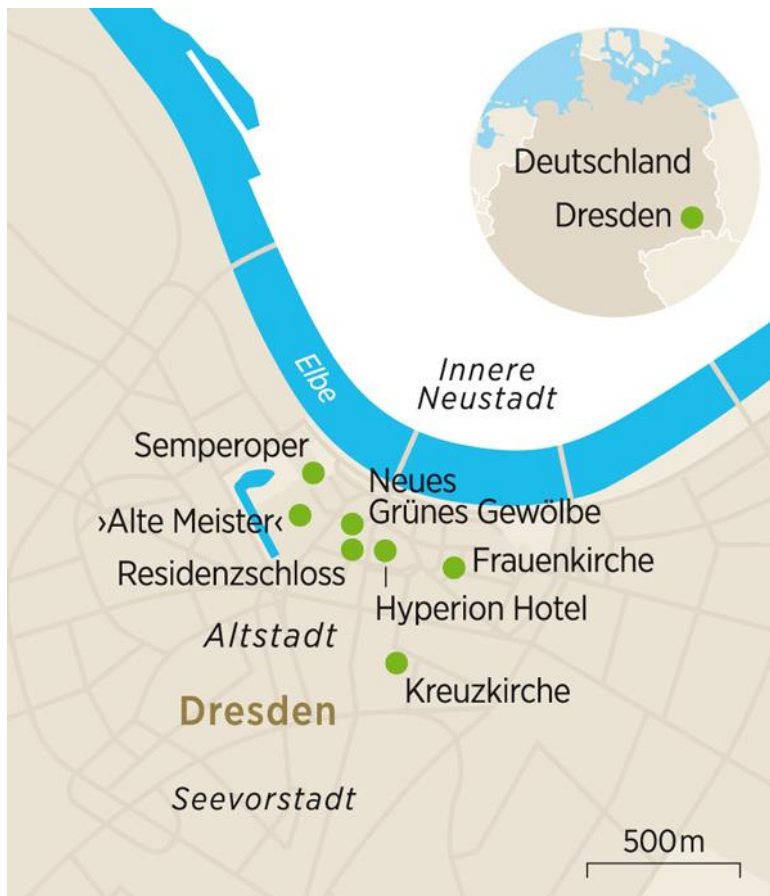 Deutschland
Dresden
Elbe
Innere
Neustadt
Semperoper
Neues
Grünes Gewölbe
›Alte Meister‹
Residenzschloss
Frauenkirche
Hyperion Hotel
Altstadt
Kreuzkirche
Dresden
Seevorstadt
500m